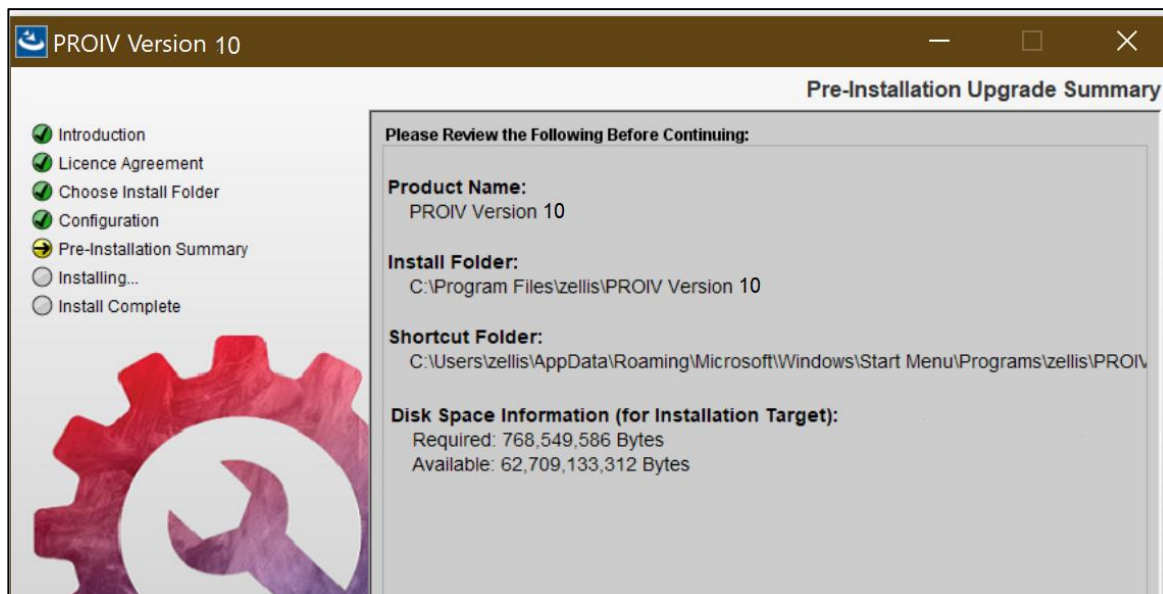 PROIV Version 10
Pre-Installation Upgrade Summary
Introduction
Licence Agreement
Choose Install Folder
Configuration
Pre-Installation Summary
Installing...
Install Complete
Please Review the Following Before Continuing:
Product Name:
PROIV Version 10
Install Folder:
C:\Program Files\zellis\PROIV Version 10
Shortcut Folder:
C:\Users\zellis\AppData\Roaming\Microsoft\Windows\Start Menu\Programs\zellis\PROIV
Disk Space Information (for Installation Target):
Required: 768,549,586 Bytes
Available: 62,709,133,312 Bytes